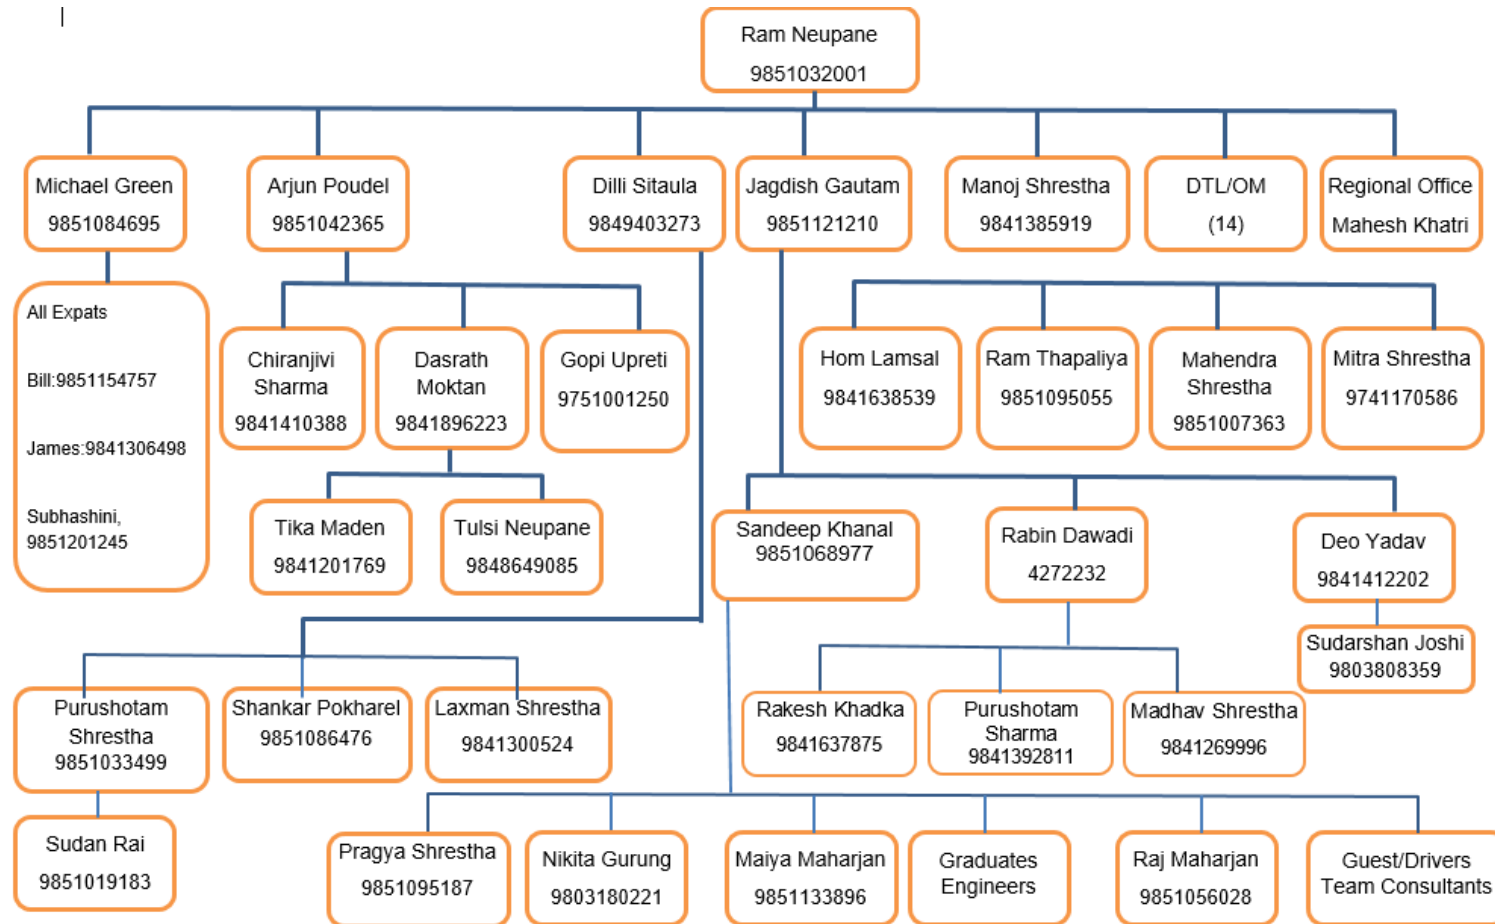 Ram Neupane
9851032001
Michael Green
9851084695
Arjun Poudel
9851042365
Dilli Sitaula
9849403273
Jagdish Gautam
9851121210
Manoj Shrestha
9841385919
DTL/OM
(14)
Regional Office
Mahesh Khatri
All Expats
Bill:9851154757
James:9841306498
Subhashini,
9851201245
Chiranjivi
Sharma
9841410388
Dasrath
Moktan
9841896223
Gopi Upreti
9751001250
Hom Lamsal
9841638539
Ram Thapaliya
9851095055
Mahendra
Shrestha
9851007363
Mitra Shrestha
9741170586
Tika Maden
9841201769
Tulsi Neupane
9848649085
Sandeep Khanal
9851068977
Rabin Dawadi
4272232
Deo Yadav
9841412202
Sudarshan Joshi
9803808359
Purushotam
Shrestha
9851033499
Shankar Pokharel
9851086476
Laxman Shrestha
9841300524
Rakesh Khadka
9841637875
Purushotam
Sharma
9841392811
Madhav Shrestha
9841269996
Sudan Rai
9851019183
Pragya Shrestha
9851095187
Nikita Gurung
9803180221
Maiya Maharjan
9851133896
Graduates
Engineers
Raj Maharjan
9851056028
Guest/Drivers
Team Consultants